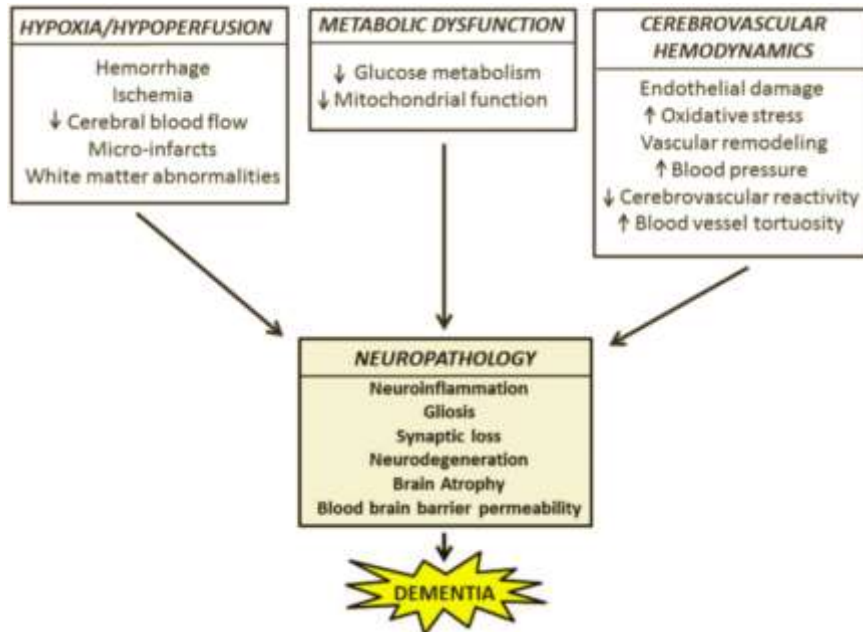 HYPOXIA/HYPOPERFUSION
Hemorrhage
Ischemia
↓ Cerebral blood flow
Micro-infarcts
White matter abnormalities
METABOLIC DYSFUNCTION
↓ Glucose metabolism
↓ Mitochondrial function
CEREBROVASCULAR
HEMODYNAMICS
Endothelial damage
↑ Oxidative stress
Vascular remodeling
↑ Blood pressure
↓ Cerebrovascular reactivity
↑ Blood vessel tortuosity
NEUROPATHOLOGY
Neuroinflammation
Gliosis
Synaptic loss
Neurodegeneration
Brain Atrophy
Blood brain barrier permeability
DEMENTIA